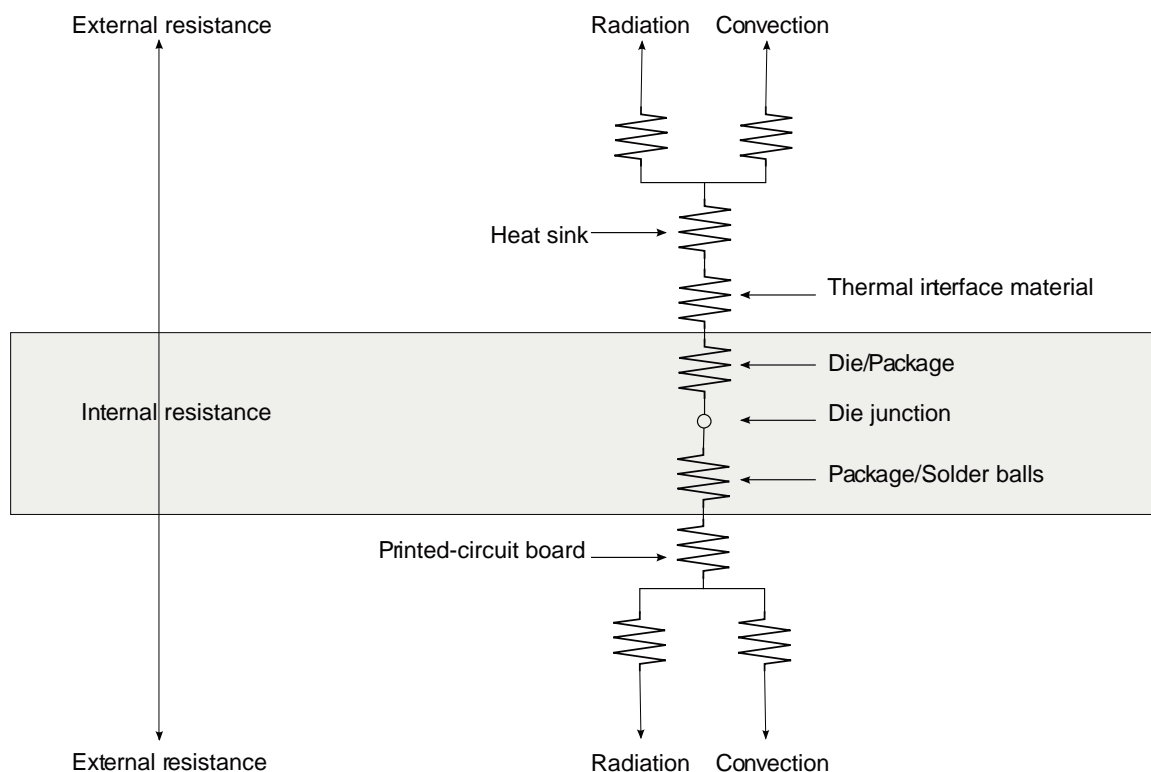 External resistance
Radiation
Convection
Heat sink
Thermal interface material
Die/Package
Internal resistance
Die junction
Package/Solder balls
Printed-circuit board
External resistance
Radiation
Convection